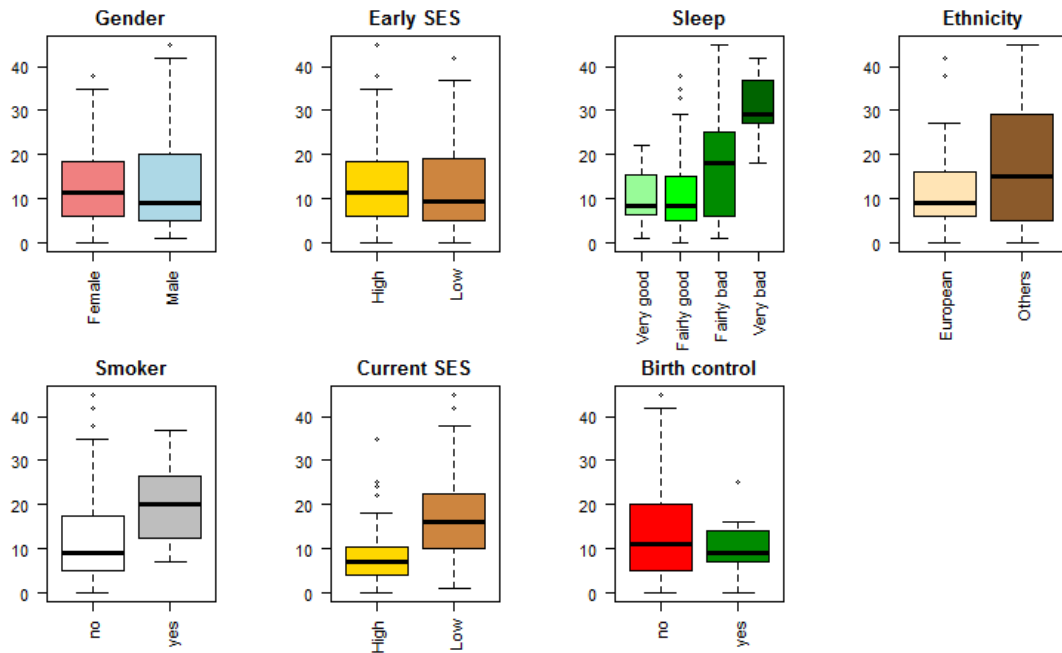 Gender
Early SES
Sleep
Ethnicity
40
30
20
10
0
Female
Male
40
30
20
10
0
High
Low
40
30
20
10
0
Very good
Fairly good
Fairly bad
Very bad
40
30
20
10
0
European
Others
Smoker
Current SES
Birth control
40
30
20
10
0
no
yes
40
30
20
10
0
High
Low
40
30
20
10
0
no
yes